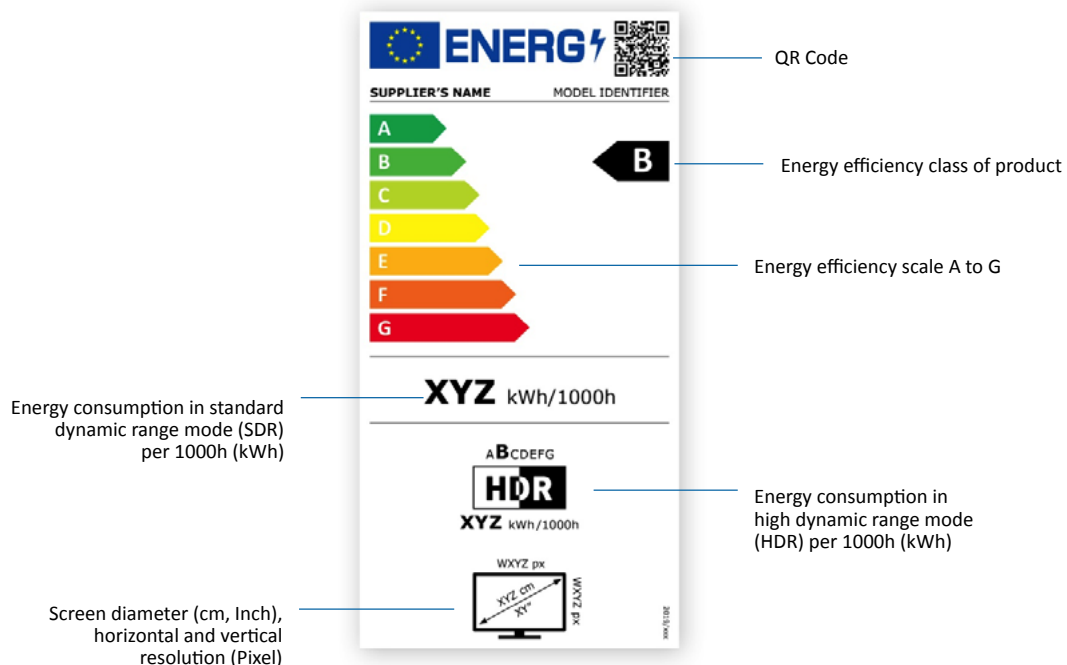 ENERG
QR Code
SUPPLIER'S NAME MODEL IDENTIFIER
A
B
B
Energy efficiency class of product
C
D
E
Energy efficiency scale A to G
F
G
XYZ kWh/1000h
Energy consumption in standard
dynamic range mode (SDR)
per 1000h (kWh)
ABCDEFG
HDR
XYZ kWh/1000h
Energy consumption in
high dynamic range mode
(HDR) per 1000h (kWh)
WXYZ px
XYZ cm
XY"
WXYZ px
2019/xxx
Screen diameter (cm, Inch),
horizontal and vertical
resolution (Pixel)